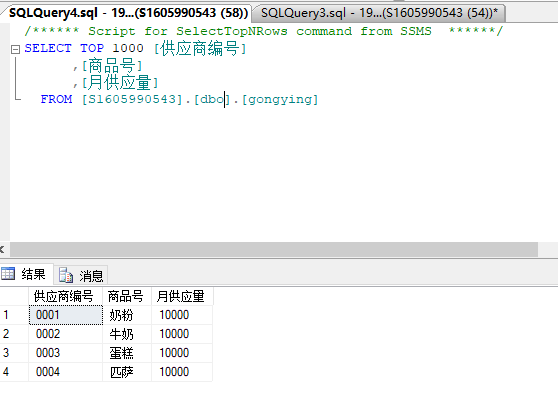 SQLQuery4.sql - 19...(S1605990543 (58)) SQLQuery3.sql - 19...(S1605990543 (54))*
/****** Script for SelectTopNRows command from SSMS  ******/
SELECT TOP 1000 [供应商编号]
,[商品号]
,[月供应量]
FROM [S1605990543].[dbo].[gongying]
结果 消息
供应商编号 商品号 月供应量
1 0001 奶粉 10000
2 0002 牛奶 10000
3 0003 蛋糕 10000
4 0004 匹萨 10000